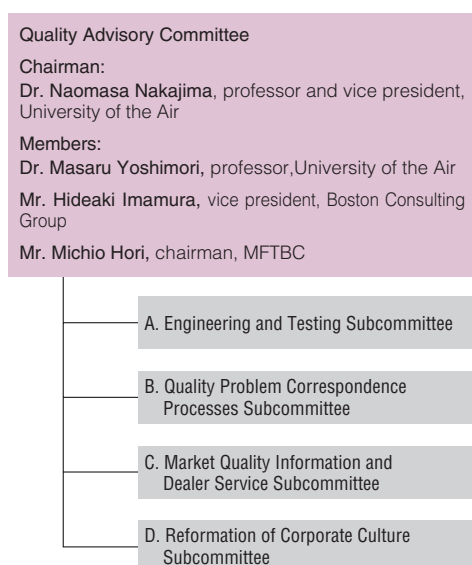 Quality Advisory Committee
Chairman:
Dr. Naomasa Nakajima, professor and vice president,
University of the Air
Members:
Dr. Masaru Yoshimori, professor,University of the Air
Mr. Hideaki Imamura, vice president, Boston Consulting
Group
Mr. Michio Hori, chairman, MFTBC
A. Engineering and Testing Subcommittee
B. Quality Problem Correspondence
Processes Subcommittee
C. Market Quality Information and
Dealer Service Subcommittee
D. Reformation of Corporate Culture
Subcommittee